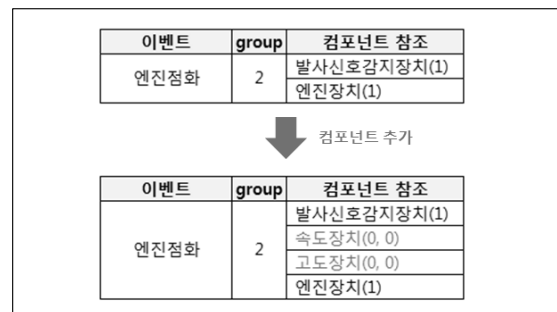 이벤트 group 컴포넌트 참조
엔진점화 2 발사신호감지장치(1)
엔진장치(1)
컴포넌트 추가
이벤트 group 컴포넌트 참조
발사신호감지장치(1)
엔진점화 2 속도장치(0, 0)
고도장치(0, 0)
엔진장치(1)